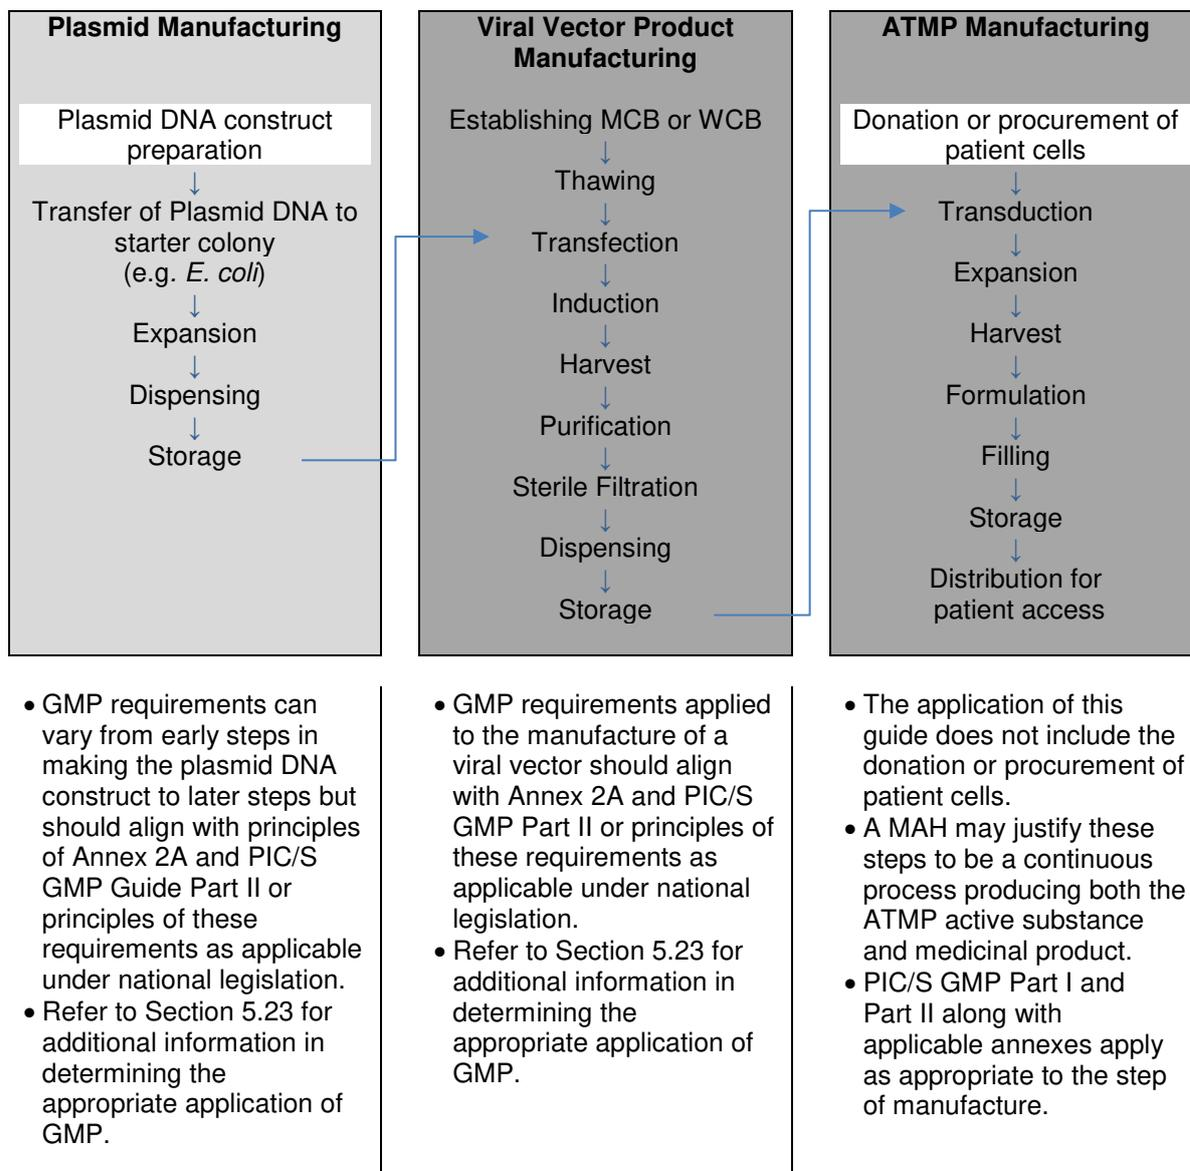 Plasmid Manufacturing
Plasmid DNA construct
preparation
↓
Transfer of Plasmid DNA to
starter colony
(e.g. E. coli)
↓
Expansion
↓
Dispensing
↓
Storage
Viral Vector Product
Manufacturing
Establishing MCB or WCB
↓
Thawing
↓
Transfection
↓
Induction
↓
Harvest
↓
Purification
↓
Sterile Filtration
↓
Dispensing
↓
Storage
ATMP Manufacturing
Donation or procurement of
patient cells
↓
Transduction
↓
Expansion
↓
Harvest
↓
Formulation
↓
Filling
↓
Storage
↓
Distribution for
patient access
• GMP requirements can
vary from early steps in
making the plasmid DNA
construct to later steps but
should align with principles
of Annex 2A and PIC/S
GMP Guide Part II or
principles of these
requirements as applicable
under national legislation.
• Refer to Section 5.23 for
additional information in
determining the
appropriate application of
GMP.
• GMP requirements applied
to the manufacture of a
viral vector should align
with Annex 2A and PIC/S
GMP Part II or principles of
these requirements as
applicable under national
legislation.
• Refer to Section 5.23 for
additional information in
determining the
appropriate application of
GMP.
• The application of this
guide does not include the
donation or procurement of
patient cells.
• A MAH may justify these
steps to be a continuous
process producing both the
ATMP active substance
and medicinal product.
• PIC/S GMP Part I and
Part II along with
applicable annexes apply
as appropriate to the step
of manufacture.